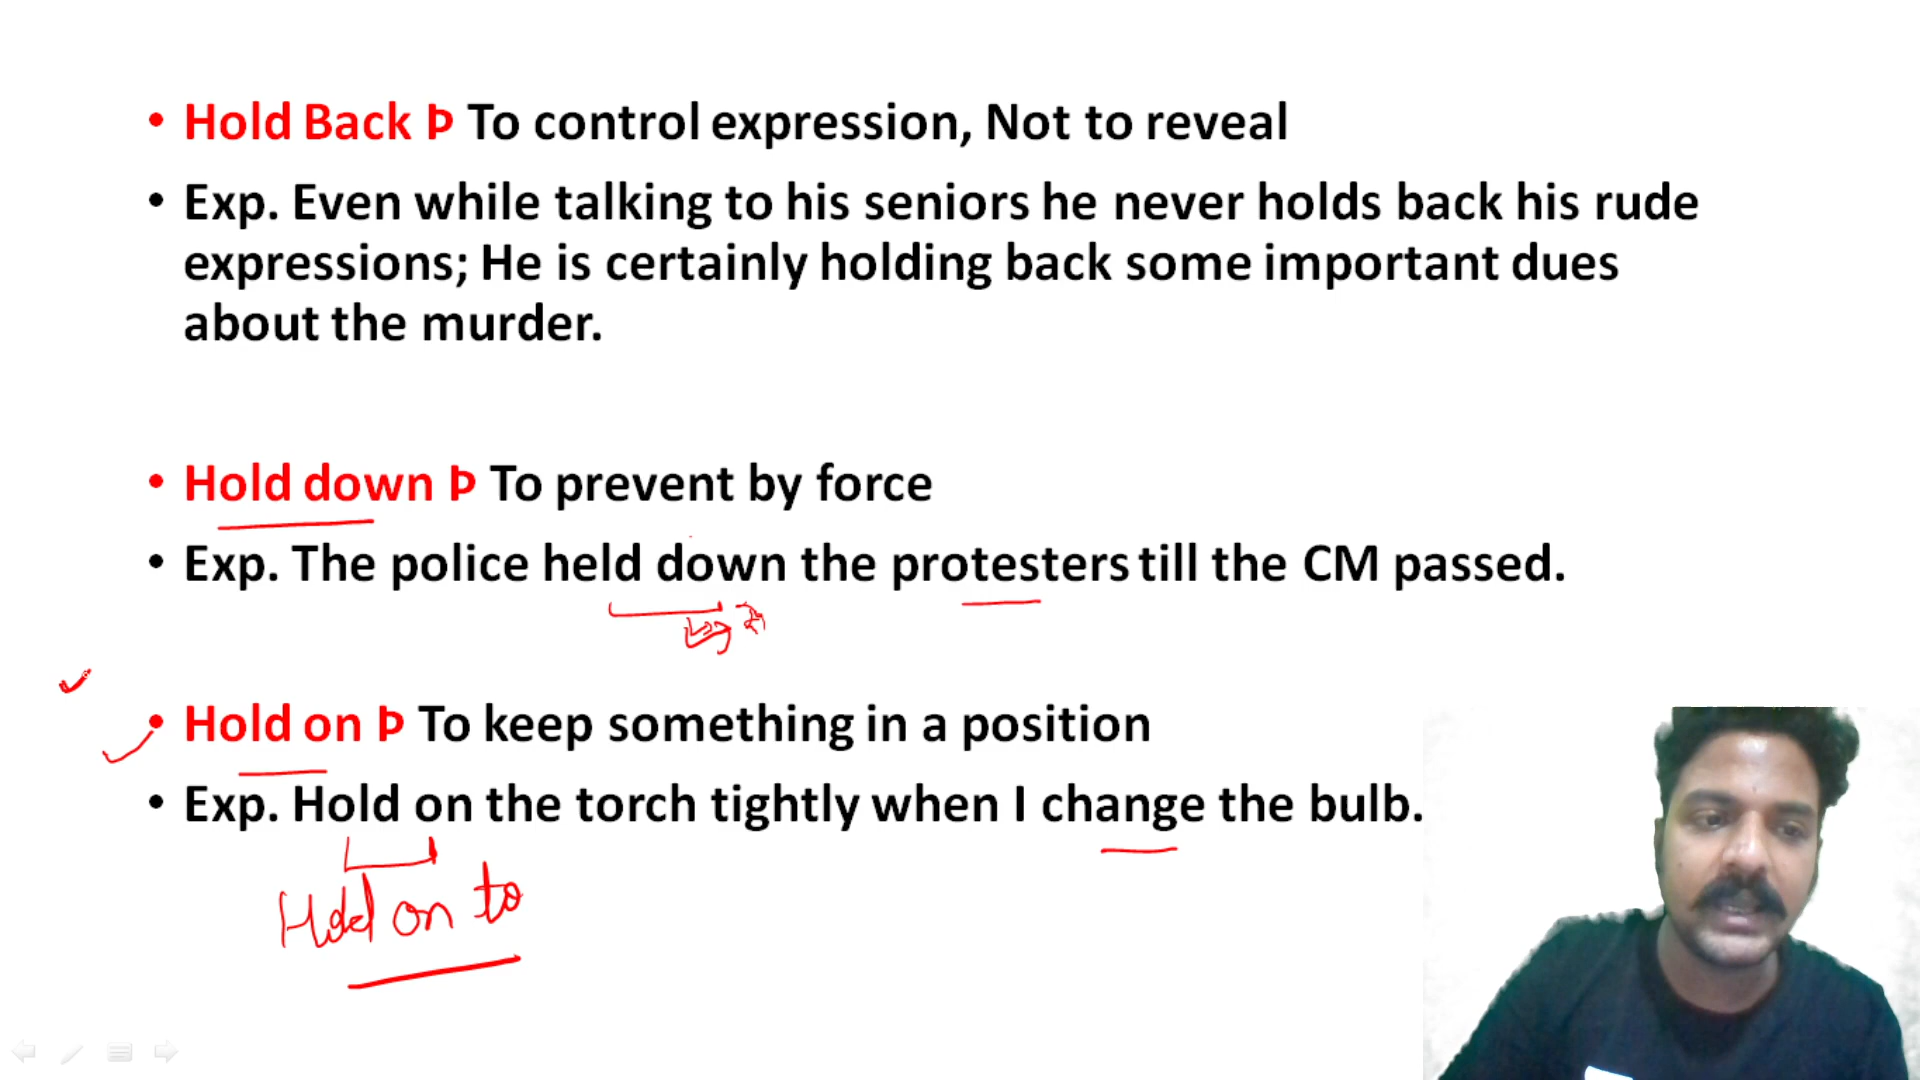 • Hold Back Þ To control expression, Not to reveal
• Exp. Even while talking to his seniors he never holds back his rude
expressions; He is certainly holding back some important dues
about the murder.
• Hold down Þ To prevent by force
• Exp. The police held down the protesters till the CM passed.
• Hold on Þ To keep something in a position
• Exp. Hold on the torch tightly when I change the bulb.
Hold on to